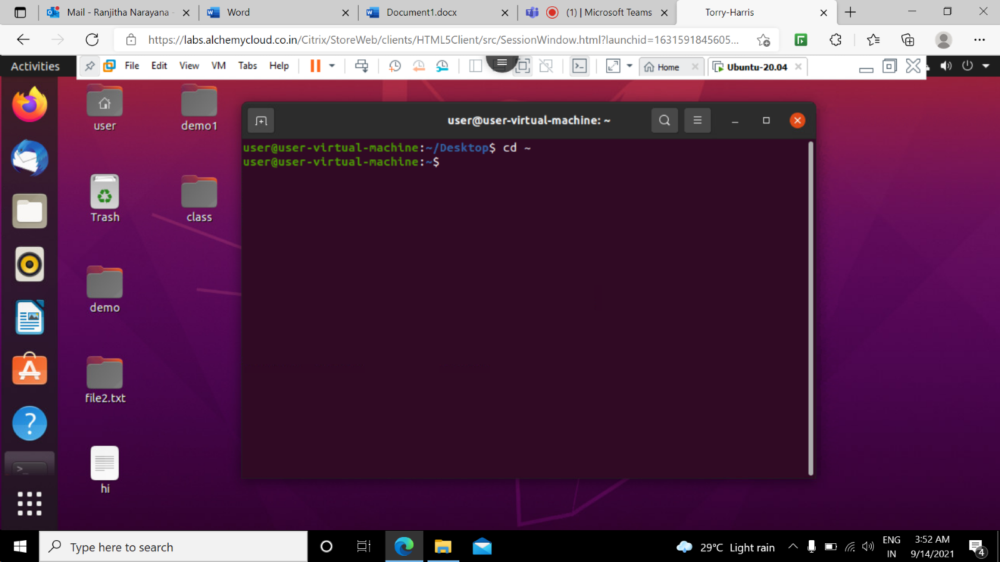 Mail - Ranjitha Narayana -
Word
Document1.docx
(1) | Microsoft Teams
Torry-Harris
https://labs.alchemycloud.co.in/Citrix/StoreWeb/clients/HTML5Client/src/SessionWindow.html?launchid=1631591845605...
Activities
File Edit View VM Tabs Help
Home
Ubuntu-20.04
user
demo1
Trash
class
demo
file2.txt
hi
user@user-virtual-machine: ~
user@user-virtual-machine:~/Desktop$ cd ~
user@user-virtual-machine:~$
Type here to search
29°C Light rain
ENG
IN
3:52 AM
9/14/2021
4